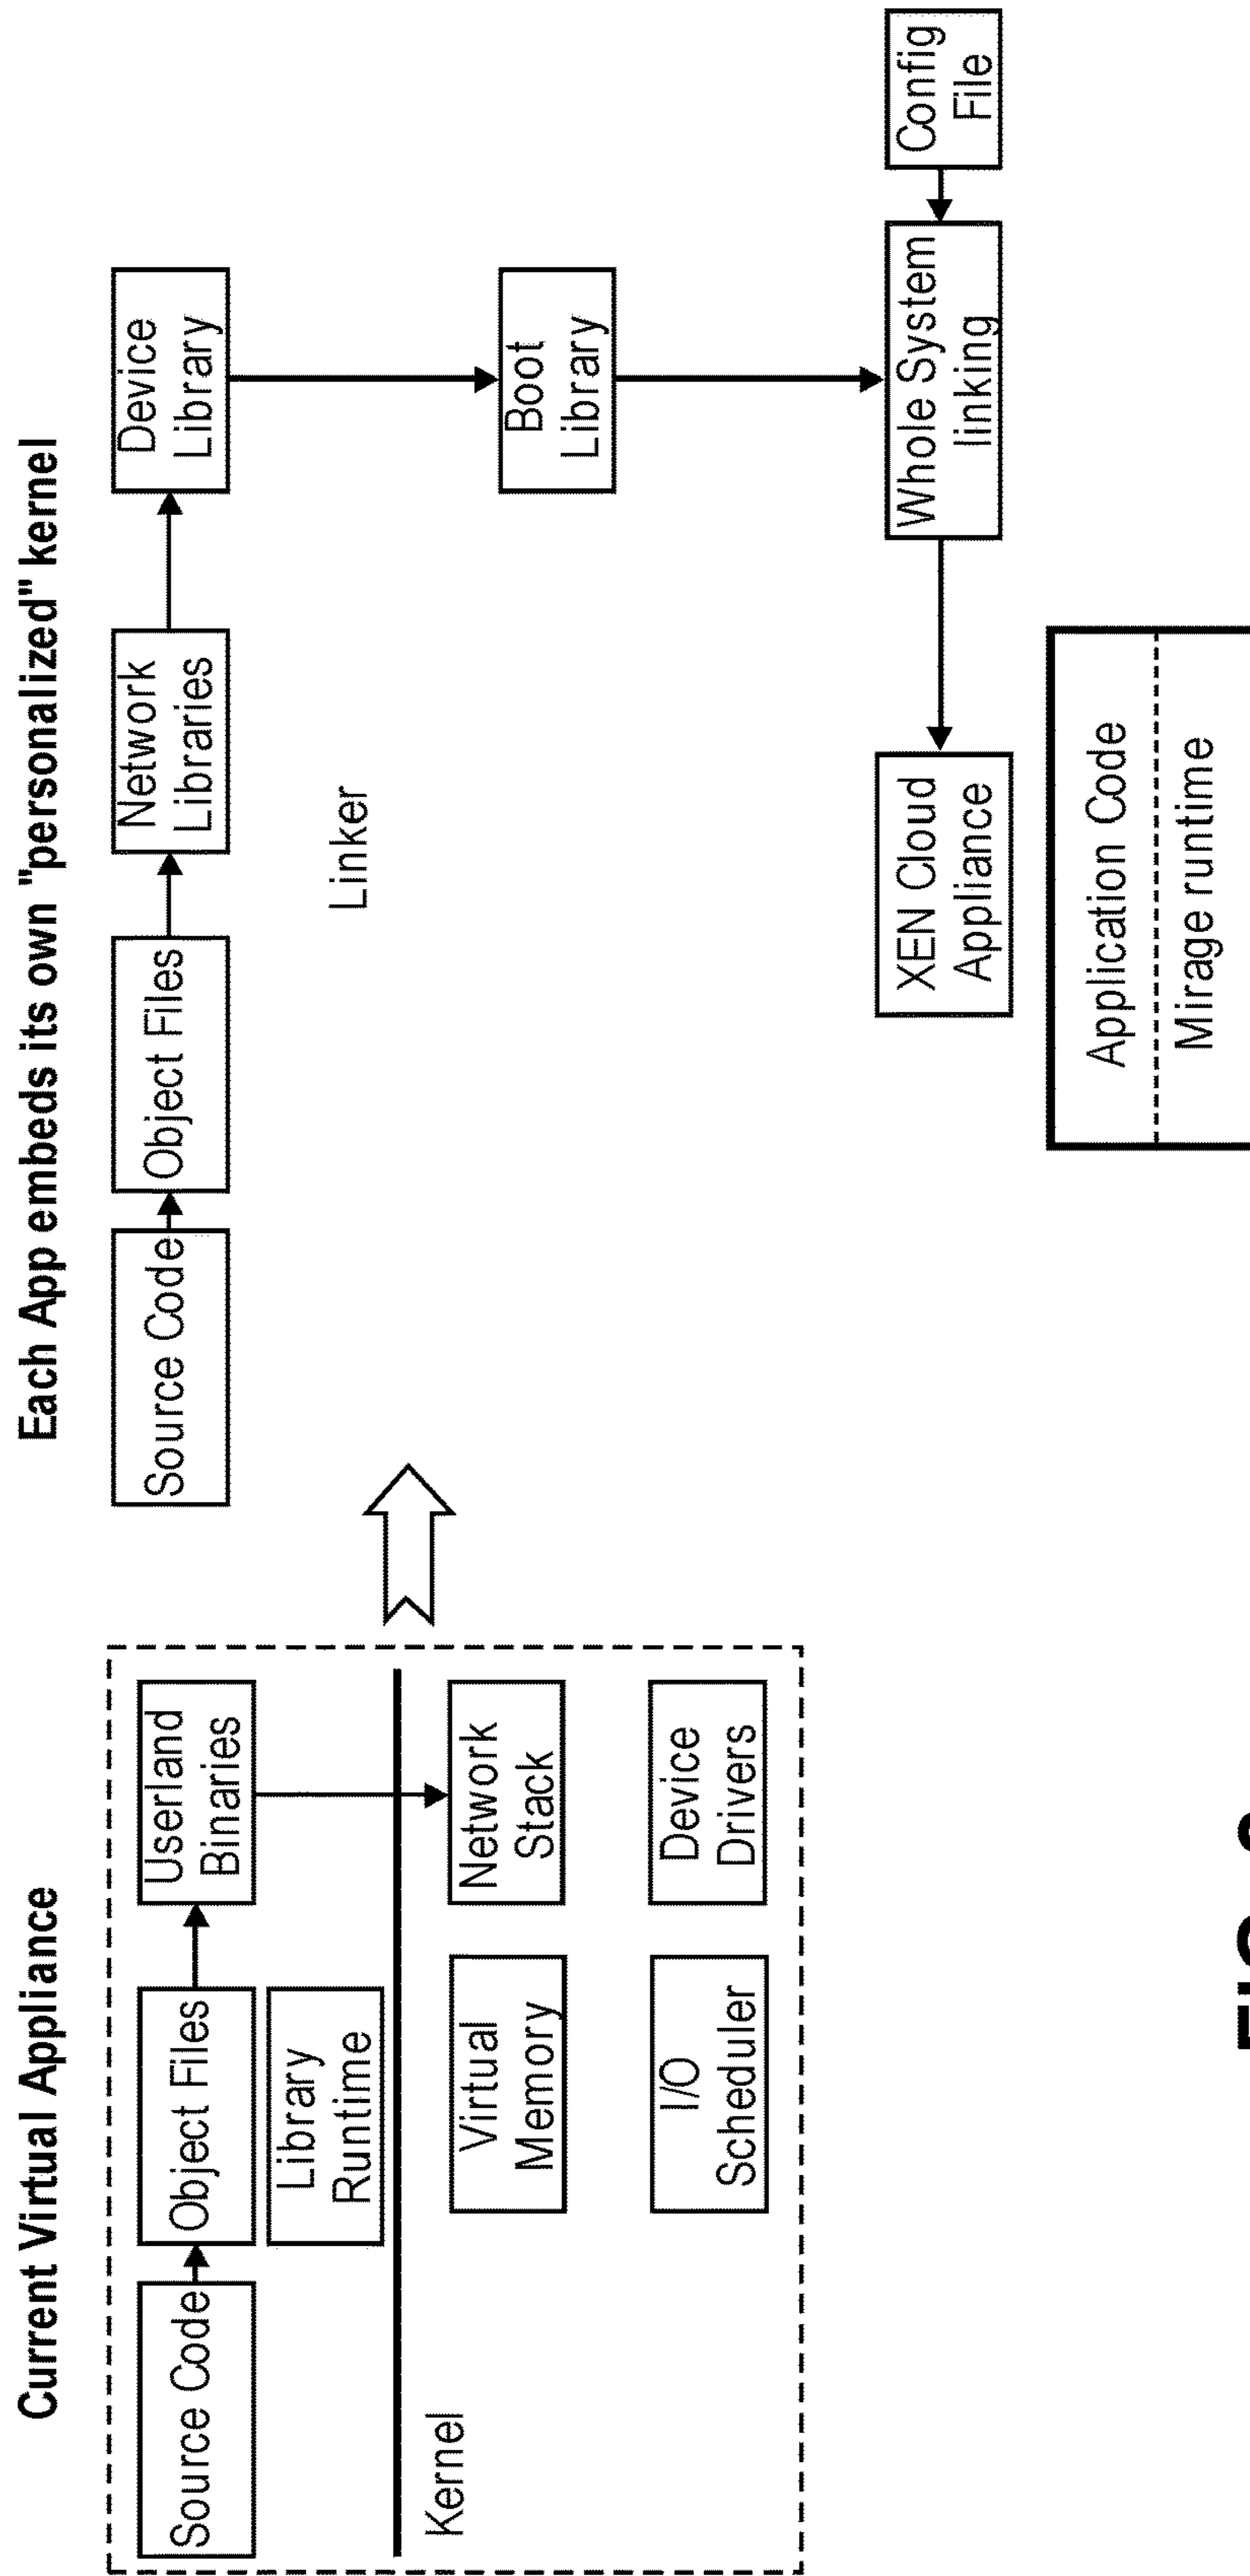 Current Virtual Appliance
Source Code
Object Files
Userland
Binaries
Library
Runtime
Kernel
Virtual
Memory
Network
Stack
I/O
Scheduler
Device
Drivers
Each App embeds its own "personalized" kernel
Source Code
Object Files
Network
Libraries
Device
Library
Linker
Boot
Library
XEN Cloud
Appliance
Whole System
linking
Config
File
Application Code
Mirage runtime